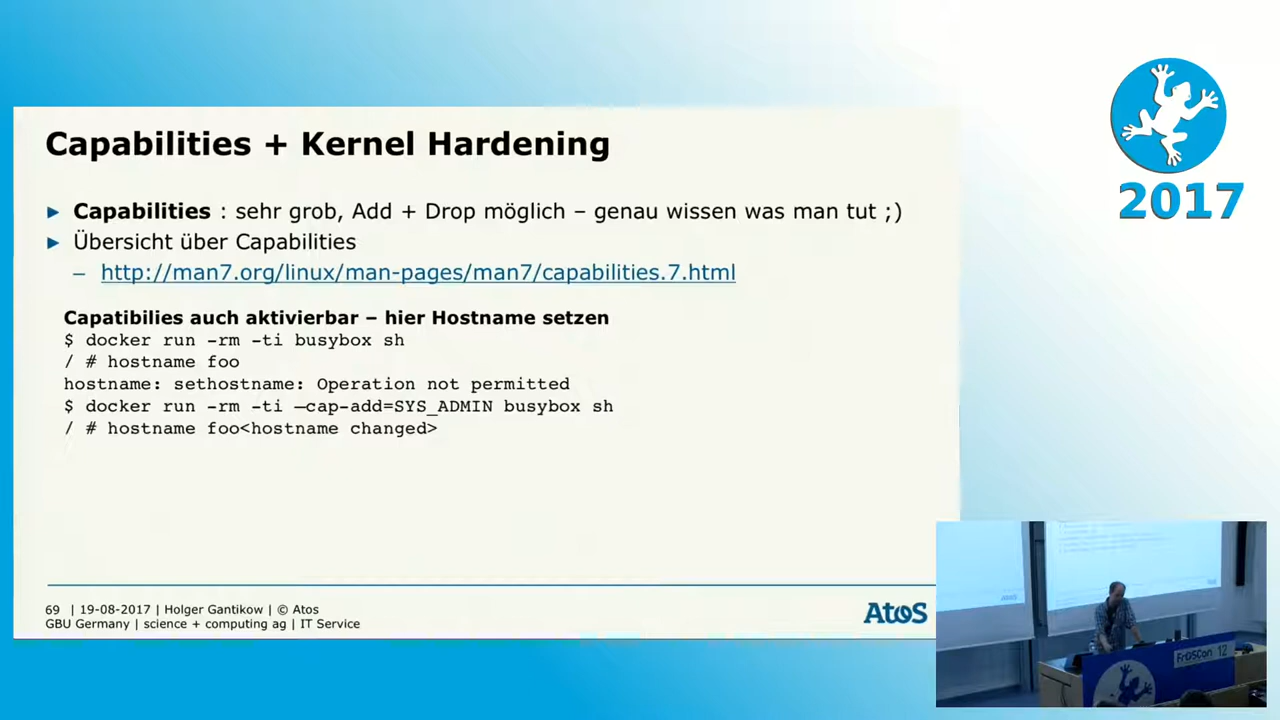 Capabilities + Kernel Hardening
► Capabilities : sehr grob, Add + Drop möglich – genau wissen was man tut ;)
► Übersicht über Capabilities
– http://man7.org/linux/man-pages/man7/capabilities.7.html
Capatibilies auch aktivierbar – hier Hostname setzen
$ docker run -rm -ti busybox sh
/ # hostname foo
hostname: sethostname: Operation not permitted
$ docker run -rm -ti –cap-add=SYS_ADMIN busybox sh
/ # hostname foo<hostname changed>
69 | 19-08-2017 | Holger Gantikow | © Atos
GBU Germany | science + computing ag | IT Service
Atos
2017
FrOSCon 12